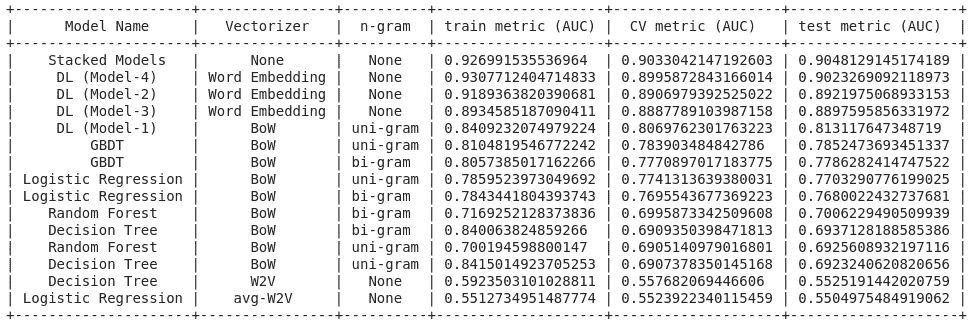 +---------------------+----------------+----------+--------------------+--------------------+--------------------+
|      Model Name     |   Vectorizer   |  n-gram  | train metric (AUC) |  CV metric (AUC)   | test metric (AUC)  |
+---------------------+----------------+----------+--------------------+--------------------+--------------------+
|    Stacked Models   |      None      |   None   | 0.926991535536964  | 0.9033042147192603 | 0.9048129145174189 |
|     DL (Model-4)    | Word Embedding |   None   | 0.9307712404714833 | 0.8995872843166014 | 0.9023269092118973 |
|     DL (Model-2)    | Word Embedding |   None   | 0.9189363820390681 | 0.8906979392525022 | 0.8921975068933153 |
|     DL (Model-3)    | Word Embedding |   None   | 0.8934585187090411 | 0.8887789103987158 | 0.8897595856331972 |
|     DL (Model-1)    |      BoW       | uni-gram | 0.8409232074979224 | 0.8069762301763223 | 0.813117647348719  |
|         GBDT        |      BoW       | uni-gram | 0.8104819546772242 | 0.783903484842786  | 0.7852473693451337 |
|         GBDT        |      BoW       | bi-gram  | 0.8057385017162266 | 0.7770897017183775 | 0.7786282414747522 |
| Logistic Regression |      BoW       | uni-gram | 0.7859523973049692 | 0.7741313639380031 | 0.7703290776199025 |
| Logistic Regression |      BoW       | bi-gram  | 0.7843441804393743 | 0.7695543677369223 | 0.7680022432737681 |
|    Random Forest    |      BoW       | bi-gram  | 0.7169252128373836 | 0.6995873342509608 | 0.7006229490509939 |
|    Decision Tree    |      BoW       | bi-gram  | 0.840063824859266  | 0.6909350398471813 | 0.6937128188585386 |
|    Random Forest    |      BoW       | uni-gram | 0.700194598800147  | 0.6905140979016801 | 0.6925608932197116 |
|    Decision Tree    |      BoW       | uni-gram | 0.8415014923705253 | 0.6907378350145168 | 0.6923240620820656 |
|    Decision Tree    |      W2V       |   None   | 0.5923503101028811 | 0.557682069446606  | 0.5525191442020759 |
| Logistic Regression |    avg-W2V     |   None   | 0.5512734951487774 | 0.5523922340115459 | 0.5504975484919062 |
+---------------------+----------------+----------+--------------------+--------------------+--------------------+